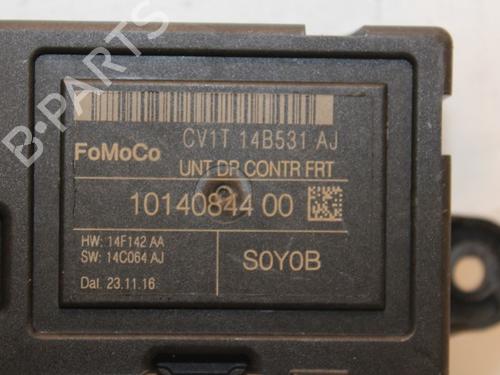 B-PARTS
CV1T 14B531 AJ
FoMoCo
UNT DR CONTR FRT
10140844 00
HW: 14F142 AA
SW: 14C064 AJ
S0Y0B
Dat. 23.11.16